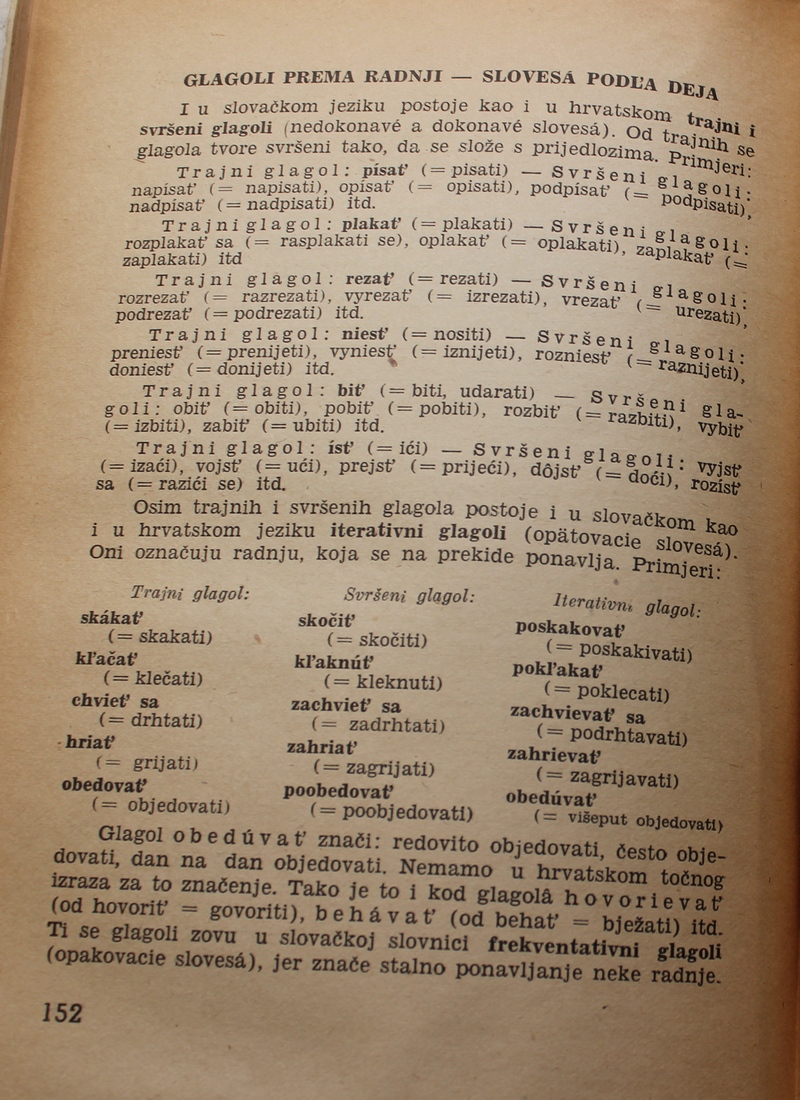 GLAGOLI PREMA RADNJI — SLOVESÁ PODĽA DEJA
I u slovačkom jeziku postoje kao i u hrvatskom trajni i
svršeni glagoli (nedokonavé a dokonavé slovesá). Od trajnih
glagola tvore svršeni tako, da se slože s prijedlozima. Primjeri: se
Trajni glagol: písať (= pisati) — Svršeni glagoli:
napísať (= napisati), opísať (= opisati), podpísať (= podpisati),
nadpísať (= nadpisati) itd.
Trajni glagol: plakať (= plakati) — Svršeni glagoli:
rozplakať sa (= rasplakati se), oplakať (= oplakati), zaplakať (=
zaplakati) itd
Trajni glagol: rezať (= rezati) — Svršeni glagoli:
rozrezať (= razrezati), vyrezať (= izrezati), vrezať (= urezati),
podrezať (= podrezati) itd.
Trajni glagol: niesť (= nositi) — Svršeni glagoli:
preniesť (= prenijeti), vyniesť (= iznijeti), rozniesť (= raznijeti),
doniesť (= donijeti) itd.
Trajni glagol: biť (= biti, udarati) — Svršeni gla-
goli: obiť (= obiti), pobiť (= pobiti), rozbiť (= razbiti), vybiť
(= izbiti), zabiť (= ubiti) itd.
Trajni glagol: ísť (= ići) — Svršeni glagoli: vyjsť
(= izaći), vojsť (= ući), prejsť (= prijeći), dôjsť (= doći), rozísť
sa (= razići se) itd.
Osim trajnih i svršenih glagola postoje i u slovačkom kao
i u hrvatskom jeziku iterativni glagoli (opätovacie slovesá).
Oni označuju radnju, koja se na prekide ponavlja. Primjeri:
Trajni glagol: Svršeni glagol: Iterativni glagol:
skákať skočiť poskakovať
(= skakati) (= skočiti) (= poskakivati)
kľačať kľaknúť pokľakať
(= klečati) (= kleknuti) (= poklecati)
chvieť sa zachvieť sa zachvievať sa
(= drhtati) (= zadrhtati) (= podrhtavati)
hriať zahriať zahrievať
(= grijati) (= zagrijati) (= zagrijavati)
obedovať poobedovať obedúvať
(= objedovati) (= poobjedovati) (= višeput objedovati)
Glagol obedúvať znači: redovito objedovati, često obje-
dovati, dan na dan objedovati. Nemamo u hrvatskom točnog
izraza za to značenje. Tako je to i kod glagolâ hovorievať
(od hovoriť = govoriti), behávať (od behať = bježati) itd.
Ti se glagoli zovu u slovačkoj slovnici frekventativni glagoli
(opakovacie slovesá), jer znače stalno ponavljanje neke radnje.
152